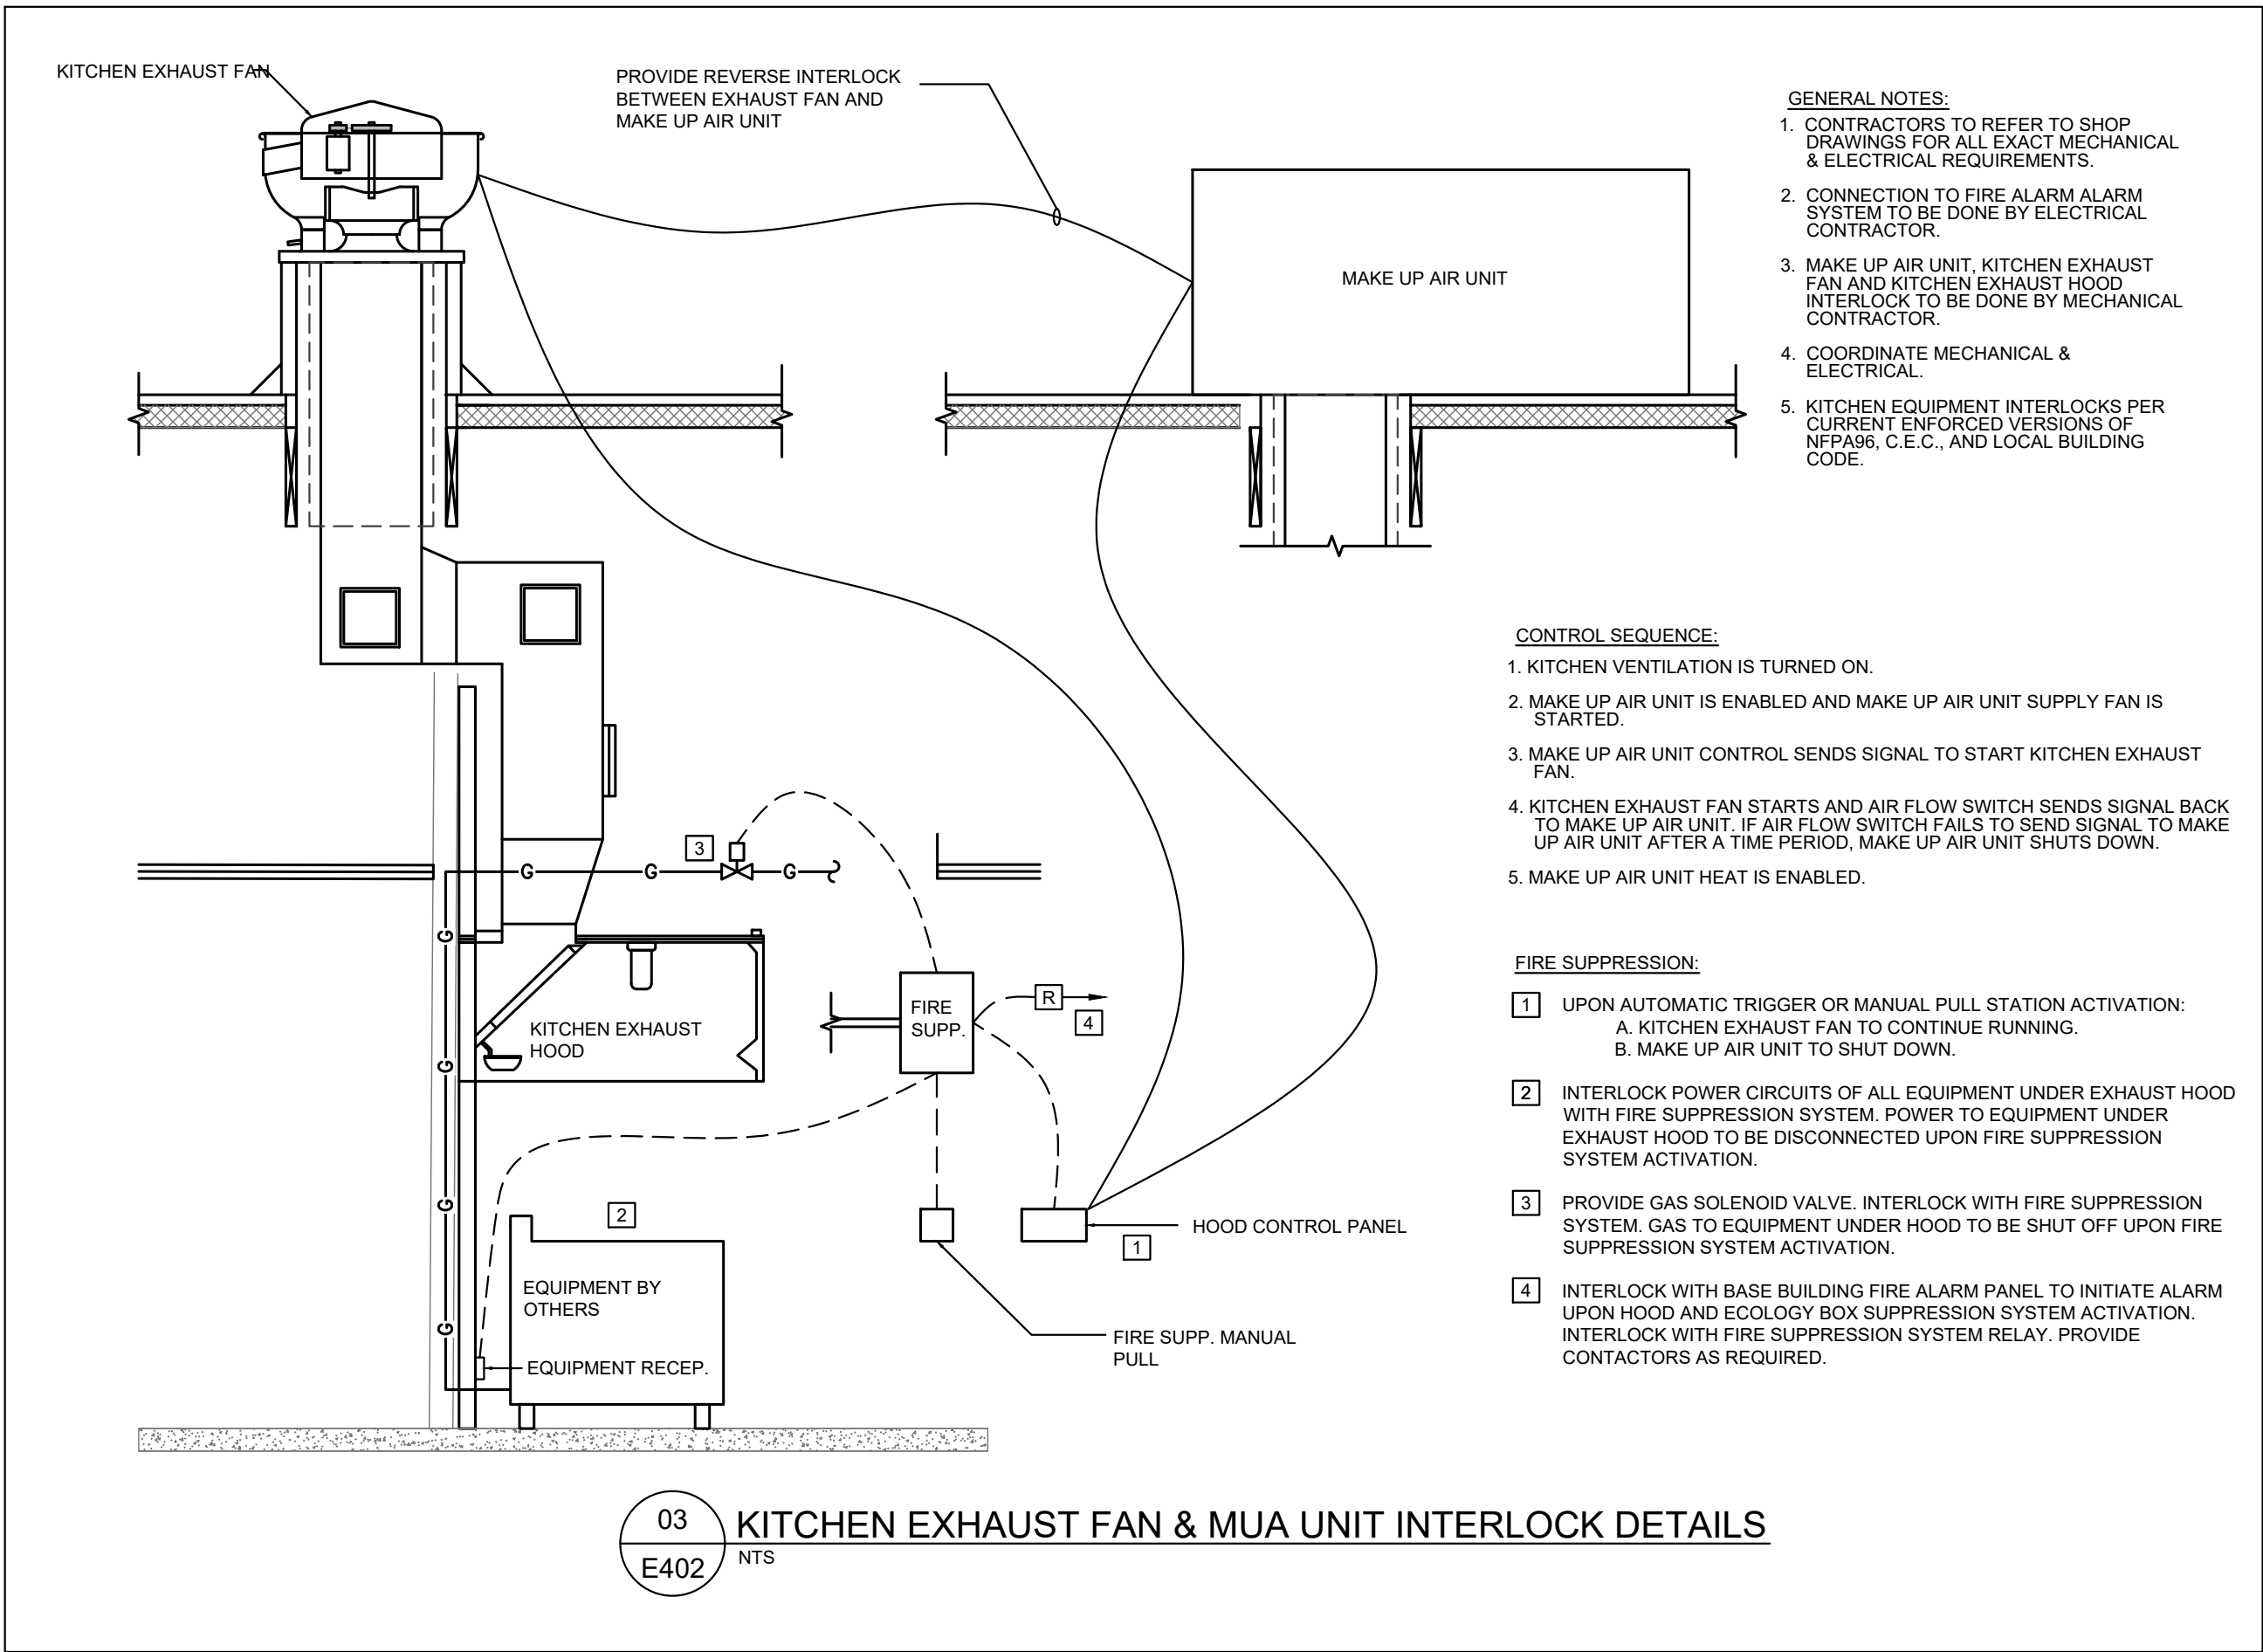 KITCHEN EXHAUST FAN
PROVIDE REVERSE INTERLOCK
BETWEEN EXHAUST FAN AND
MAKE UP AIR UNIT
MAKE UP AIR UNIT
GENERAL NOTES:
1. CONTRACTORS TO REFER TO SHOP
DRAWINGS FOR ALL EXACT MECHANICAL
& ELECTRICAL REQUIREMENTS.
2. CONNECTION TO FIRE ALARM ALARM
SYSTEM TO BE DONE BY ELECTRICAL
CONTRACTOR.
3. MAKE UP AIR UNIT, KITCHEN EXHAUST
FAN AND KITCHEN EXHAUST HOOD
INTERLOCK TO BE DONE BY MECHANICAL
CONTRACTOR.
4. COORDINATE MECHANICAL &
ELECTRICAL.
5. KITCHEN EQUIPMENT INTERLOCKS PER
CURRENT ENFORCED VERSIONS OF
NFPA96, C.E.C., AND LOCAL BUILDING
CODE.
CONTROL SEQUENCE:
1. KITCHEN VENTILATION IS TURNED ON.
2. MAKE UP AIR UNIT IS ENABLED AND MAKE UP AIR UNIT SUPPLY FAN IS
STARTED.
3. MAKE UP AIR UNIT CONTROL SENDS SIGNAL TO START KITCHEN EXHAUST
FAN.
4. KITCHEN EXHAUST FAN STARTS AND AIR FLOW SWITCH SENDS SIGNAL BACK
TO MAKE UP AIR UNIT. IF AIR FLOW SWITCH FAILS TO SEND SIGNAL TO MAKE
UP AIR UNIT AFTER A TIME PERIOD, MAKE UP AIR UNIT SHUTS DOWN.
5. MAKE UP AIR UNIT HEAT IS ENABLED.
FIRE SUPPRESSION:
1 UPON AUTOMATIC TRIGGER OR MANUAL PULL STATION ACTIVATION:
A. KITCHEN EXHAUST FAN TO CONTINUE RUNNING.
B. MAKE UP AIR UNIT TO SHUT DOWN.
2 INTERLOCK POWER CIRCUITS OF ALL EQUIPMENT UNDER EXHAUST HOOD
WITH FIRE SUPPRESSION SYSTEM. POWER TO EQUIPMENT UNDER
EXHAUST HOOD TO BE DISCONNECTED UPON FIRE SUPPRESSION
SYSTEM ACTIVATION.
3 PROVIDE GAS SOLENOID VALVE. INTERLOCK WITH FIRE SUPPRESSION
SYSTEM. GAS TO EQUIPMENT UNDER HOOD TO BE SHUT OFF UPON FIRE
SUPPRESSION SYSTEM ACTIVATION.
4 INTERLOCK WITH BASE BUILDING FIRE ALARM PANEL TO INITIATE ALARM
UPON HOOD AND ECOLOGY BOX SUPPRESSION SYSTEM ACTIVATION.
INTERLOCK WITH FIRE SUPPRESSION SYSTEM RELAY. PROVIDE
CONTACTORS AS REQUIRED.
3
G G G
G
G
G
G
KITCHEN EXHAUST
HOOD
FIRE
SUPP.
R
4
2
EQUIPMENT BY
OTHERS
EQUIPMENT RECEP.
HOOD CONTROL PANEL
1
FIRE SUPP. MANUAL
PULL
03
E402
KITCHEN EXHAUST FAN & MUA UNIT INTERLOCK DETAILS
NTS